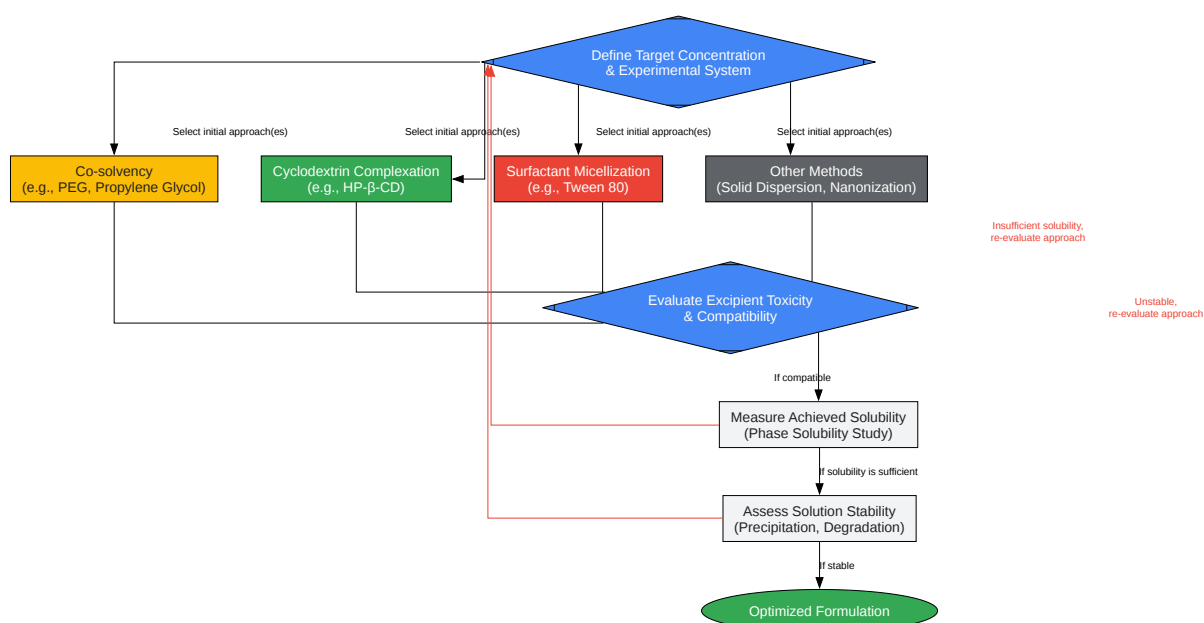 Define Target Concentration
& Experimental System
Select initial approach(es)
Select initial approach(es)
Select initial approach(es)
Select initial approach(es)
Co-solvency
(e.g., PEG, Propylene Glycol)
Cyclodextrin Complexation
(e.g., HP-β-CD)
Surfactant Micellization
(e.g., Tween 80)
Other Methods
(Solid Dispersion, Nanonization)
Insufficient solubility,
re-evaluate approach
Evaluate Excipient Toxicity
& Compatibility
Unstable,
re-evaluate approach
If compatible
Measure Achieved Solubility
(Phase Solubility Study)
If solubility is sufficient
Assess Solution Stability
(Precipitation, Degradation)
If stable
Optimized Formulation